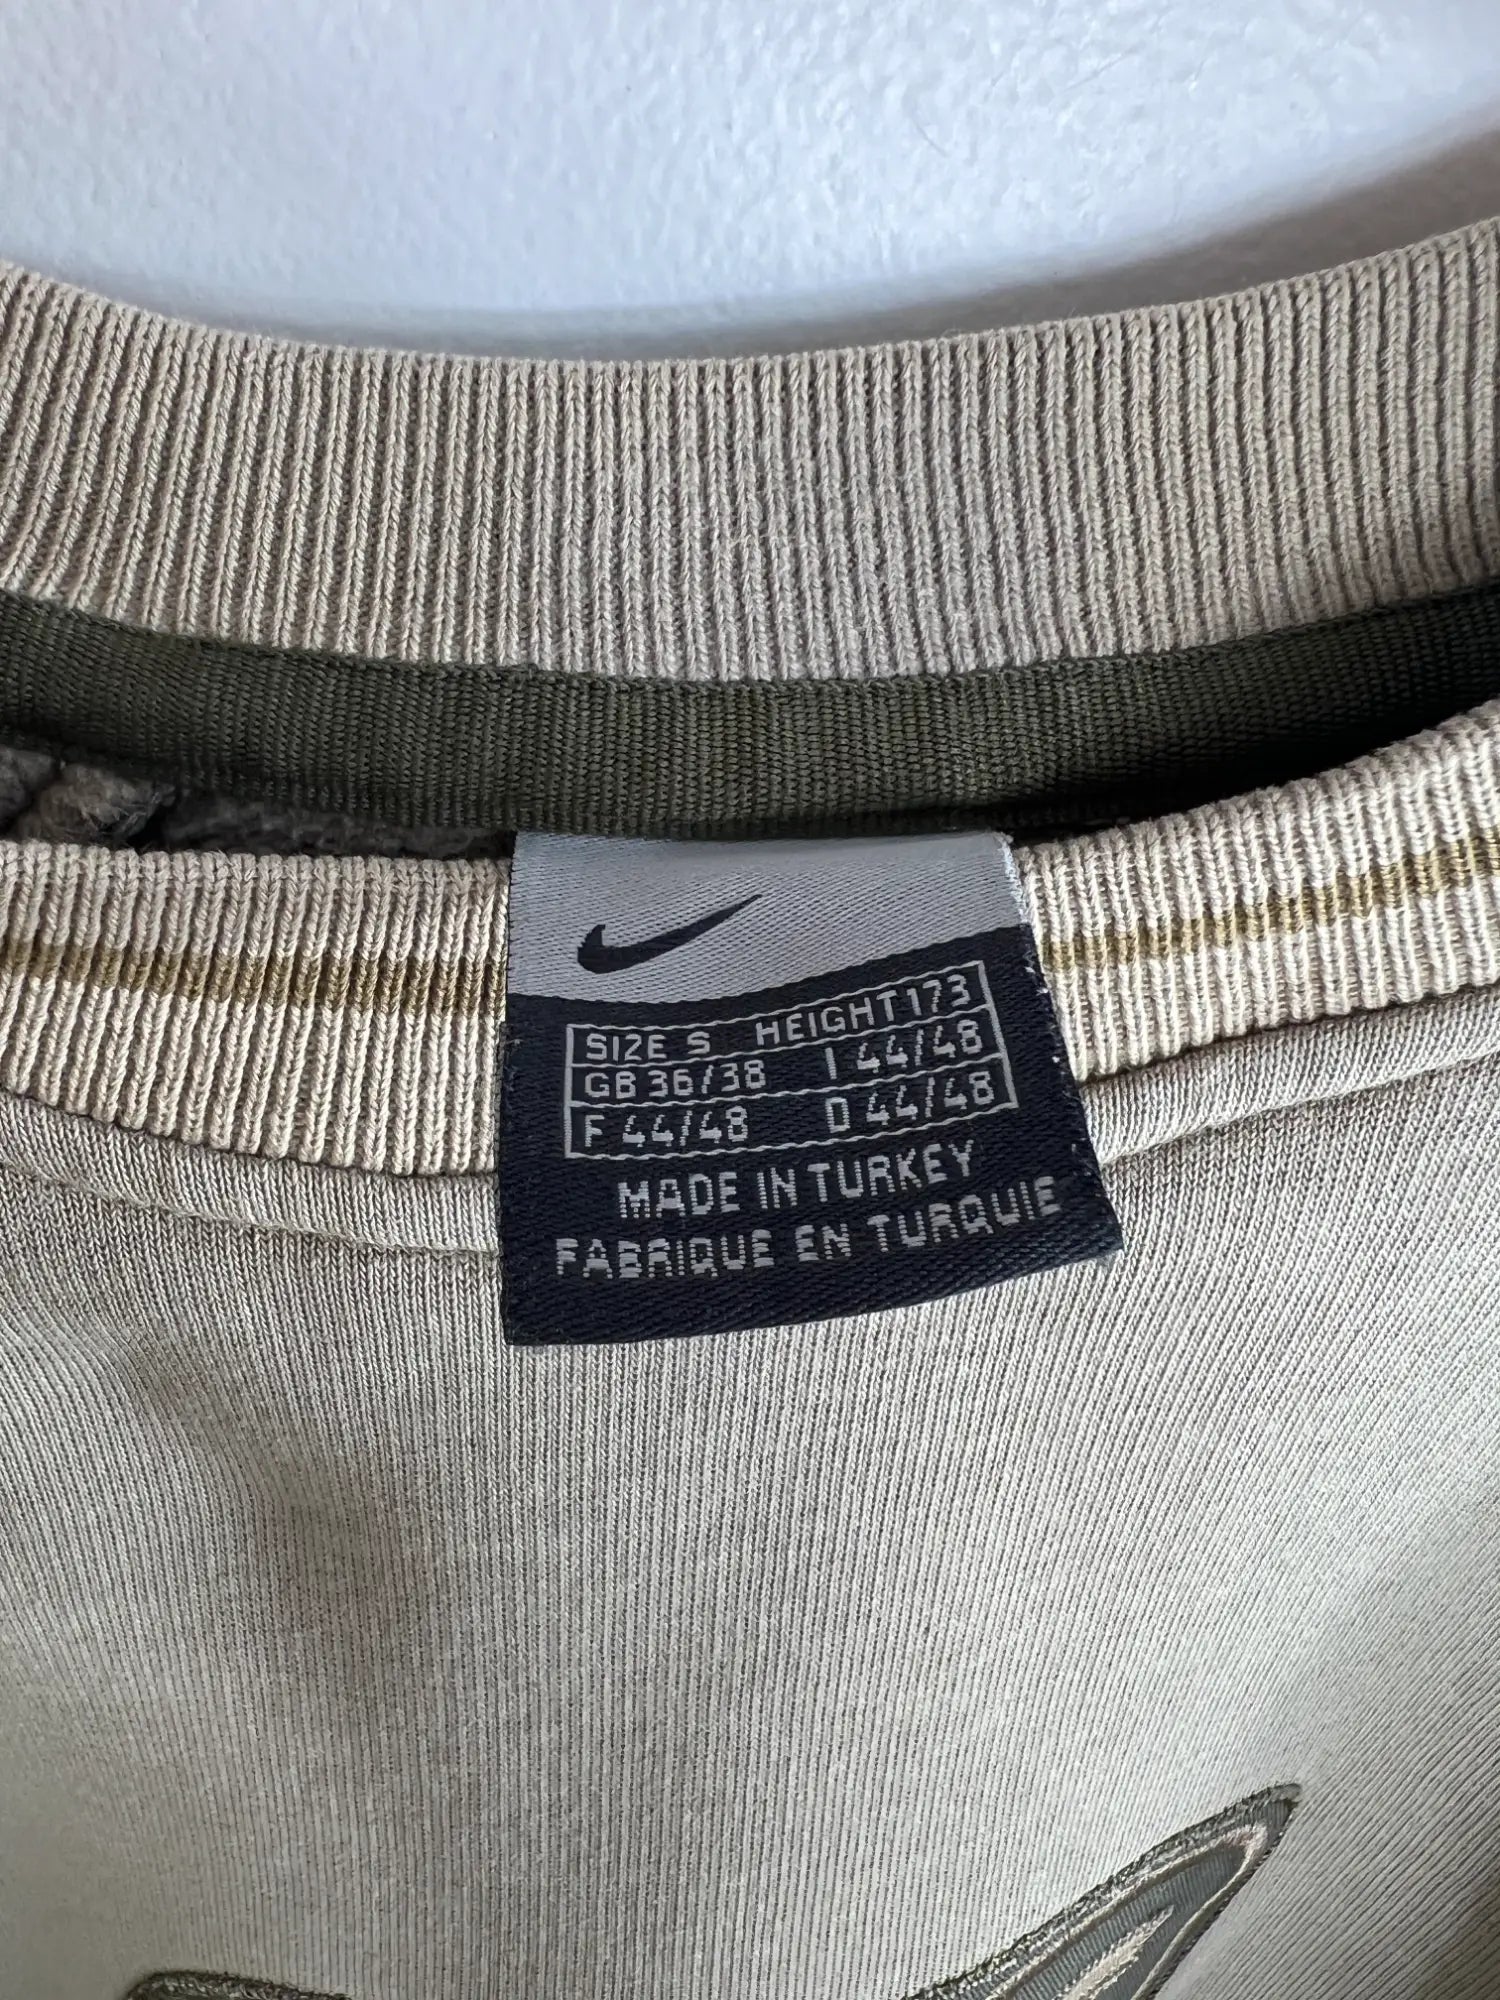 SIZE S HEIGHT 173
GB 36/38 I 44/48
F 44/48 D 44/48
MADE IN TURKEY
FABRIQUE EN TURQUIE